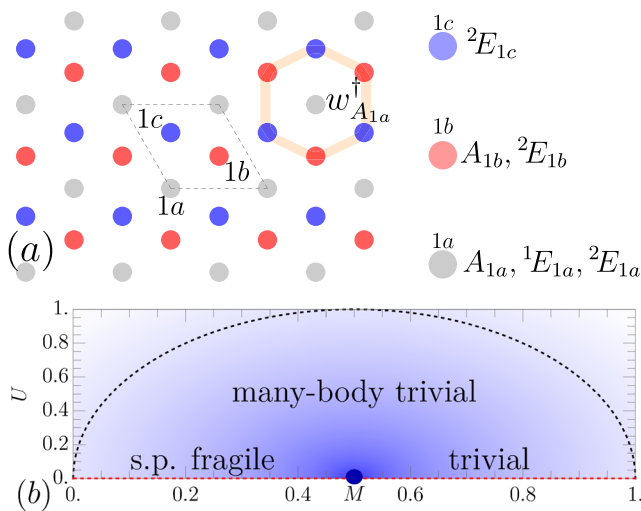 1c
1b
1a
w†A1a
(a)
1c
²E1c
1b
A1b, ²E1b
1a
A1a, ¹E1a, ²E1a
1.
0.8
0.6
0.4
0.2
0.
U
many-body trivial
s.p. fragile
trivial
(b)
0.
0.2
0.4
M
0.6
0.8
1.